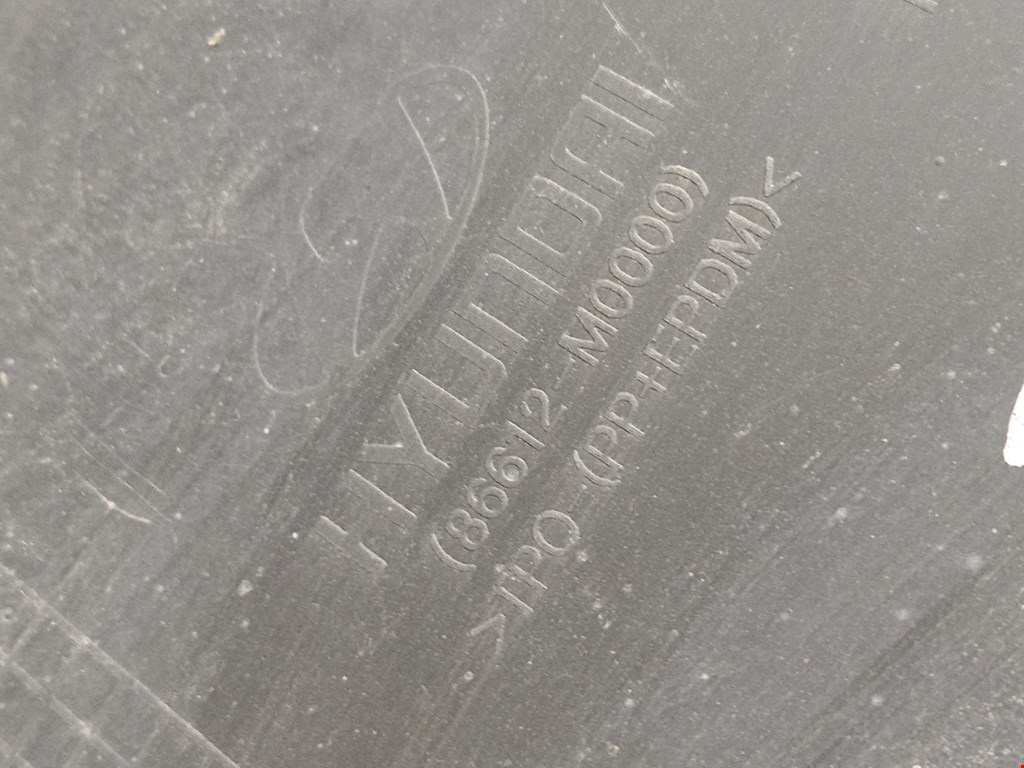 HYUNDAI
(86612-M0000)
>TPO-(PP+EPDM)<